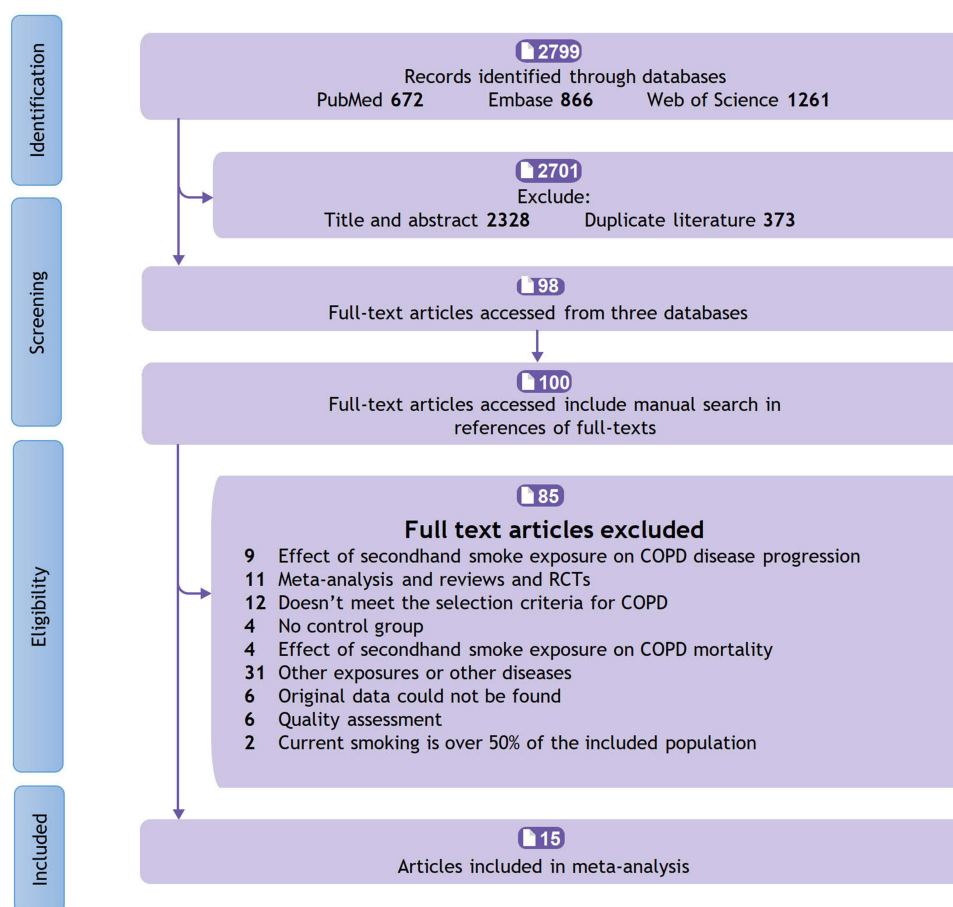 Identification
2799
Records identified through databases
PubMed 672 Embase 866 Web of Science 1261
2701
Exclude:
Title and abstract 2328 Duplicate literature 373
Screening
98
Full-text articles accessed from three databases
100
Full-text articles accessed include manual search in
references of full-texts
Eligibility
85
Full text articles excluded
9 Effect of secondhand smoke exposure on COPD disease progression
11 Meta-analysis and reviews and RCTs
12 Doesn't meet the selection criteria for COPD
4 No control group
4 Effect of secondhand smoke exposure on COPD mortality
31 Other exposures or other diseases
6 Original data could not be found
6 Quality assessment
2 Current smoking is over 50% of the included population
Included
15
Articles included in meta-analysis